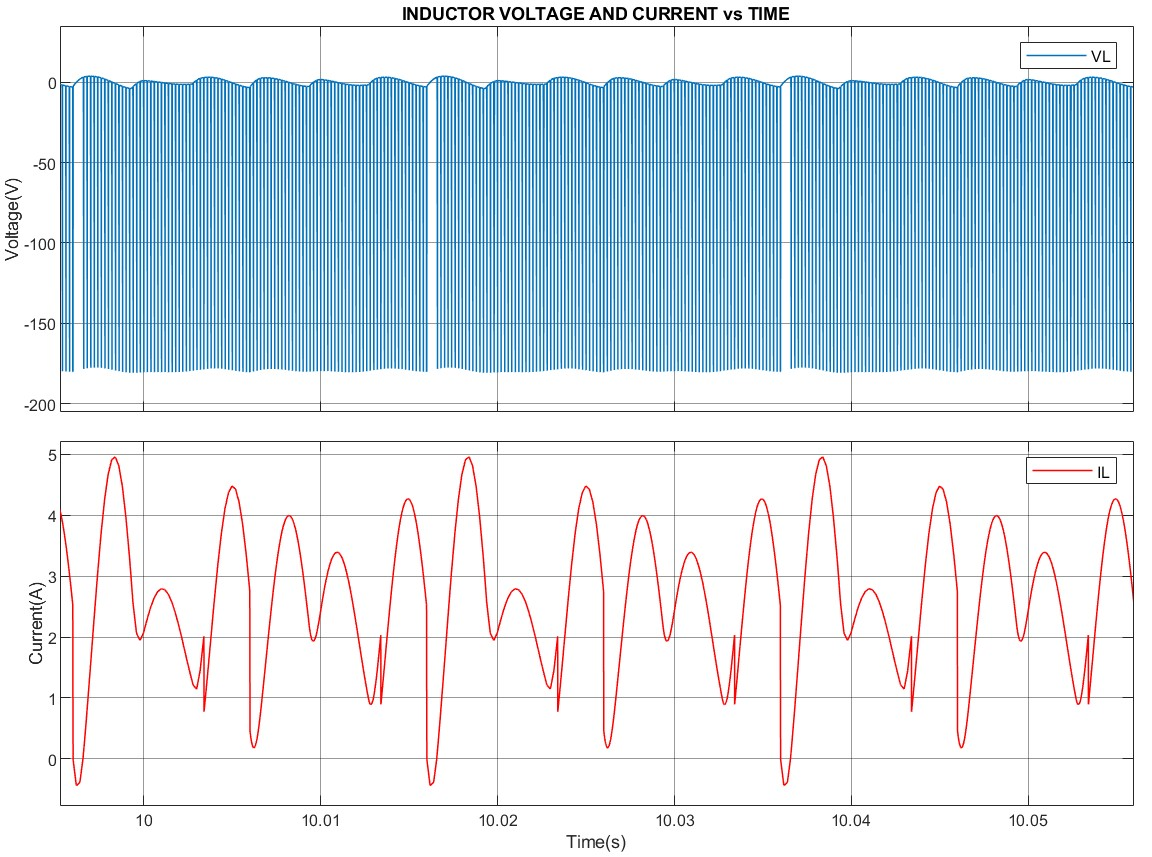 INDUCTOR VOLTAGE AND CURRENT vs TIME
VL
0
-50
-100
-150
-200
Voltage(V)
IL
5
4
3
2
1
0
Current(A)
10
10.01
10.02
10.03
10.04
10.05
Time(s)